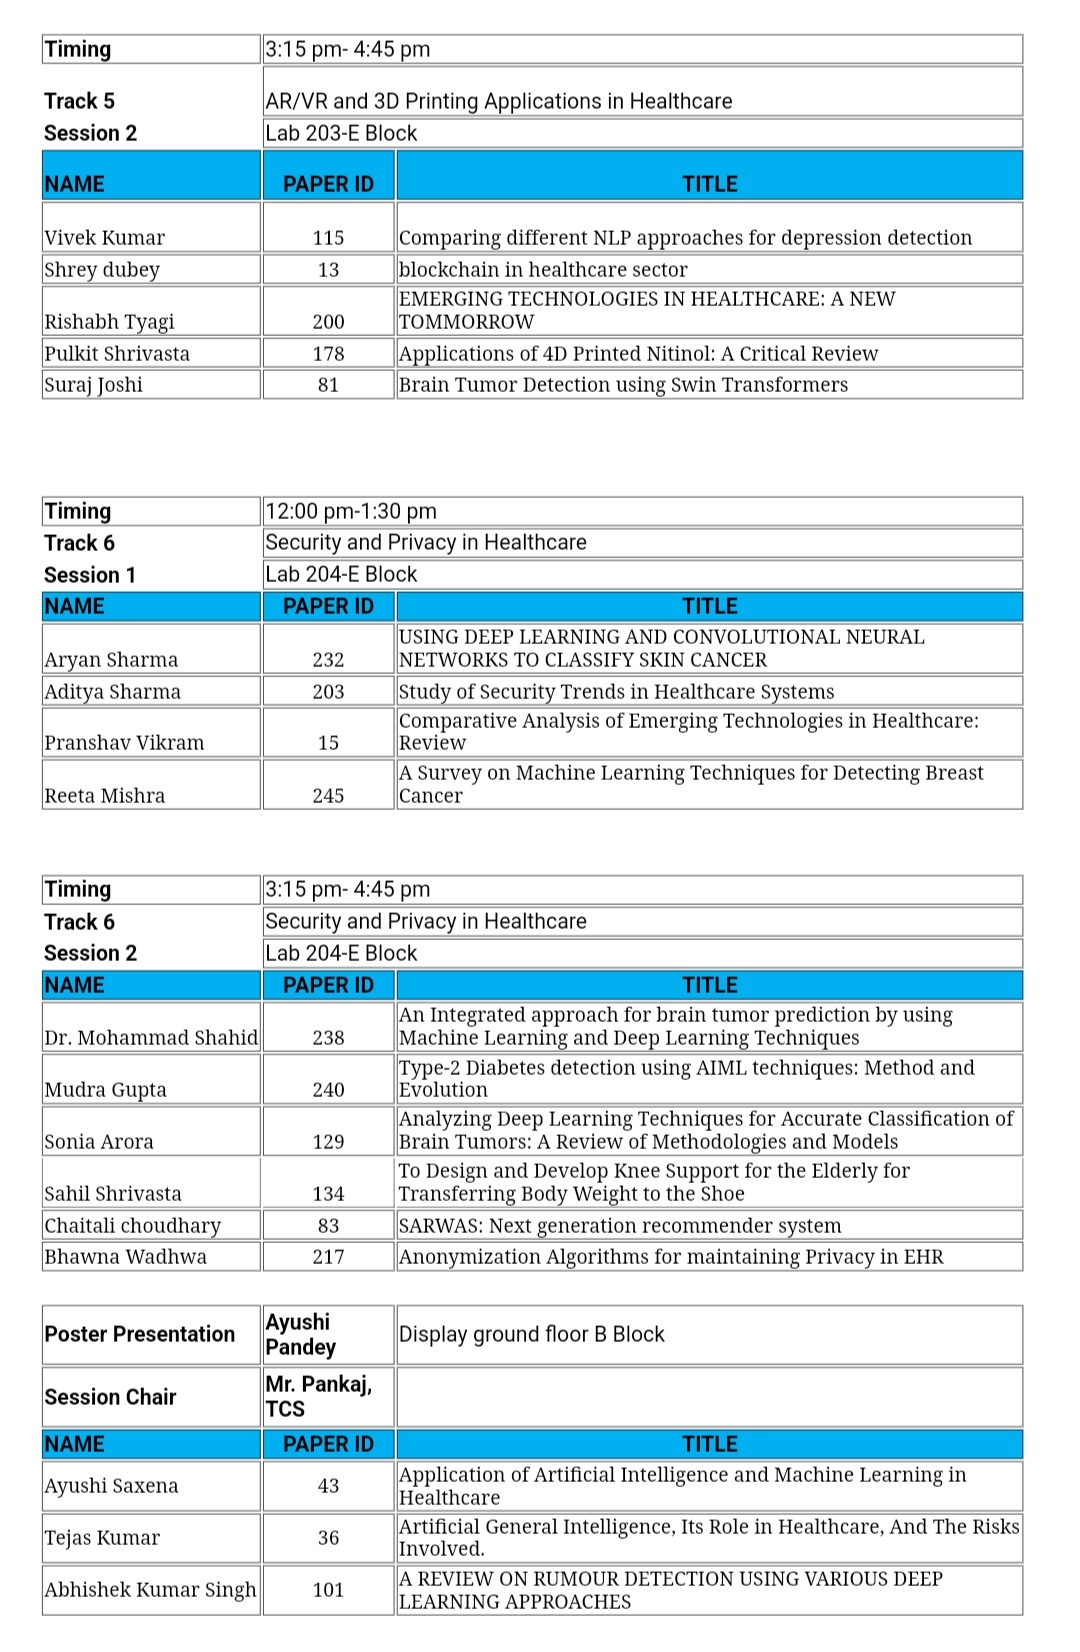 Timing 3:15 pm- 4:45 pm
Track 5 AR/VR and 3D Printing Applications in Healthcare
Session 2 Lab 203-E Block
NAME PAPER ID TITLE
Vivek Kumar 115 Comparing different NLP approaches for depression detection
Shrey dubey 13 blockchain in healthcare sector
EMERGING TECHNOLOGIES IN HEALTHCARE: A NEW
Rishabh Tyagi 200 TOMMORROW
Pulkit Shrivasta 178 Applications of 4D Printed Nitinol: A Critical Review
Suraj Joshi 81 Brain Tumor Detection using Swin Transformers
Timing 12:00 pm-1:30 pm
Track 6 Security and Privacy in Healthcare
Session 1 Lab 204-E Block
NAME PAPER ID TITLE
USING DEEP LEARNING AND CONVOLUTIONAL NEURAL
Aryan Sharma 232 NETWORKS TO CLASSIFY SKIN CANCER
Aditya Sharma 203 Study of Security Trends in Healthcare Systems
Comparative Analysis of Emerging Technologies in Healthcare:
Pranshav Vikram 15 Review
A Survey on Machine Learning Techniques for Detecting Breast
Reeta Mishra 245 Cancer
Timing 3:15 pm- 4:45 pm
Track 6 Security and Privacy in Healthcare
Session 2 Lab 204-E Block
NAME PAPER ID TITLE
An Integrated approach for brain tumor prediction by using
Dr. Mohammad Shahid 238 Machine Learning and Deep Learning Techniques
Type-2 Diabetes detection using AIML techniques: Method and
Mudra Gupta 240 Evolution
Analyzing Deep Learning Techniques for Accurate Classification of
Sonia Arora 129 Brain Tumors: A Review of Methodologies and Models
To Design and Develop Knee Support for the Elderly for
Sahil Shrivasta 134 Transferring Body Weight to the Shoe
Chaitali choudhary 83 SARWAS: Next generation recommender system
Bhawna Wadhwa 217 Anonymization Algorithms for maintaining Privacy in EHR
Poster Presentation Ayushi
Pandey Display ground floor B Block
Session Chair Mr. Pankaj,
TCS
NAME PAPER ID TITLE
Ayushi Saxena 43 Application of Artificial Intelligence and Machine Learning in
Healthcare
Tejas Kumar 36 Artificial General Intelligence, Its Role in Healthcare, And The Risks
Involved.
Abhishek Kumar Singh 101 A REVIEW ON RUMOUR DETECTION USING VARIOUS DEEP
LEARNING APPROACHES